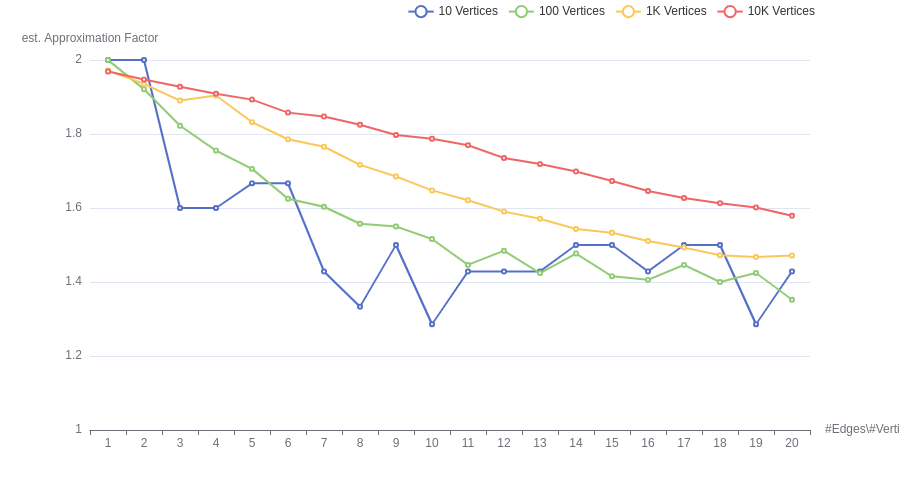 10 Vertices 100 Vertices 1K Vertices 10K Vertices
est. Approximation Factor
2
1.8
1.6
1.4
1.2
1
#Edges\#Verti
1 2 3 4 5 6 7 8 9 10 11 12 13 14 15 16 17 18 19 20